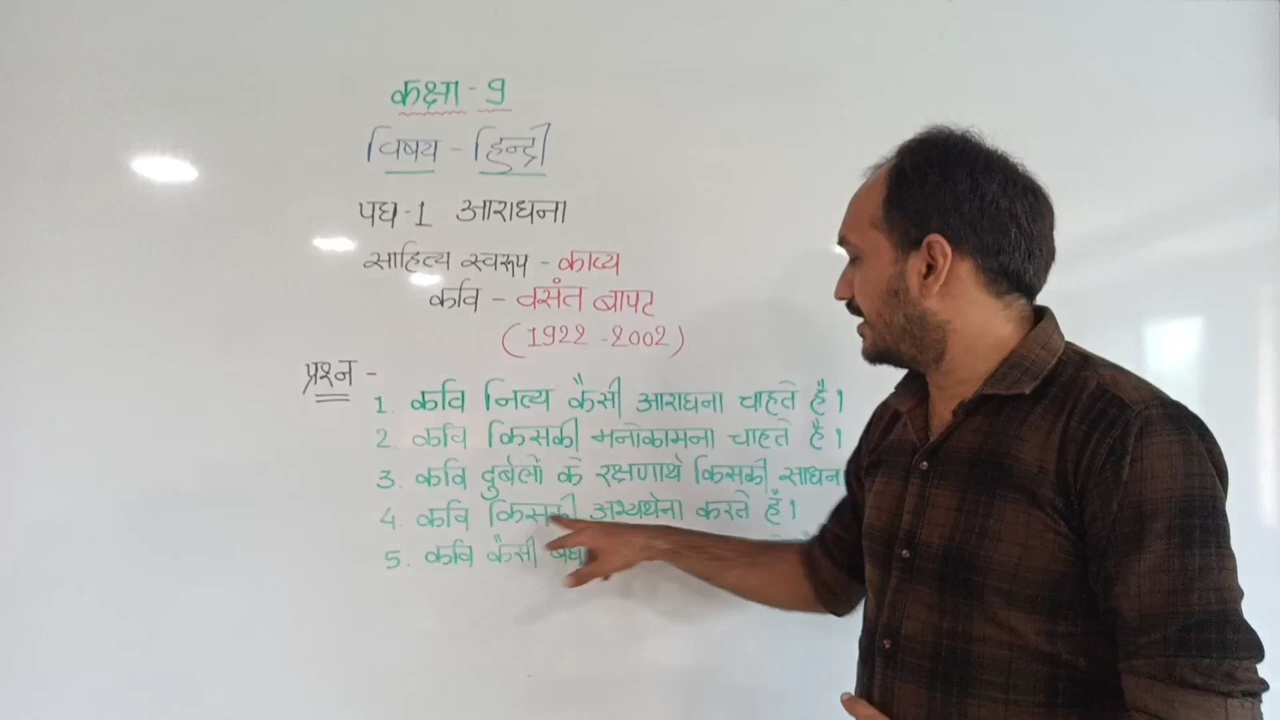 कक्षा - 9
विषय - हिन्द्री
पद्य-1 आराधना
साहित्य स्वरूप - काव्य
कवि - वसंत बापट
(1922 - 2002)
प्रश्न -
1. कवि नित्य कैसी आराधना चाहते है।
2. कवि किसकी मनोकामना चाहते है।
3. कवि दुर्बलों के रक्षणार्थ किसकी
4. कवि किसकी अभ्यर्थना करते हैं।
5. कवि कैसी